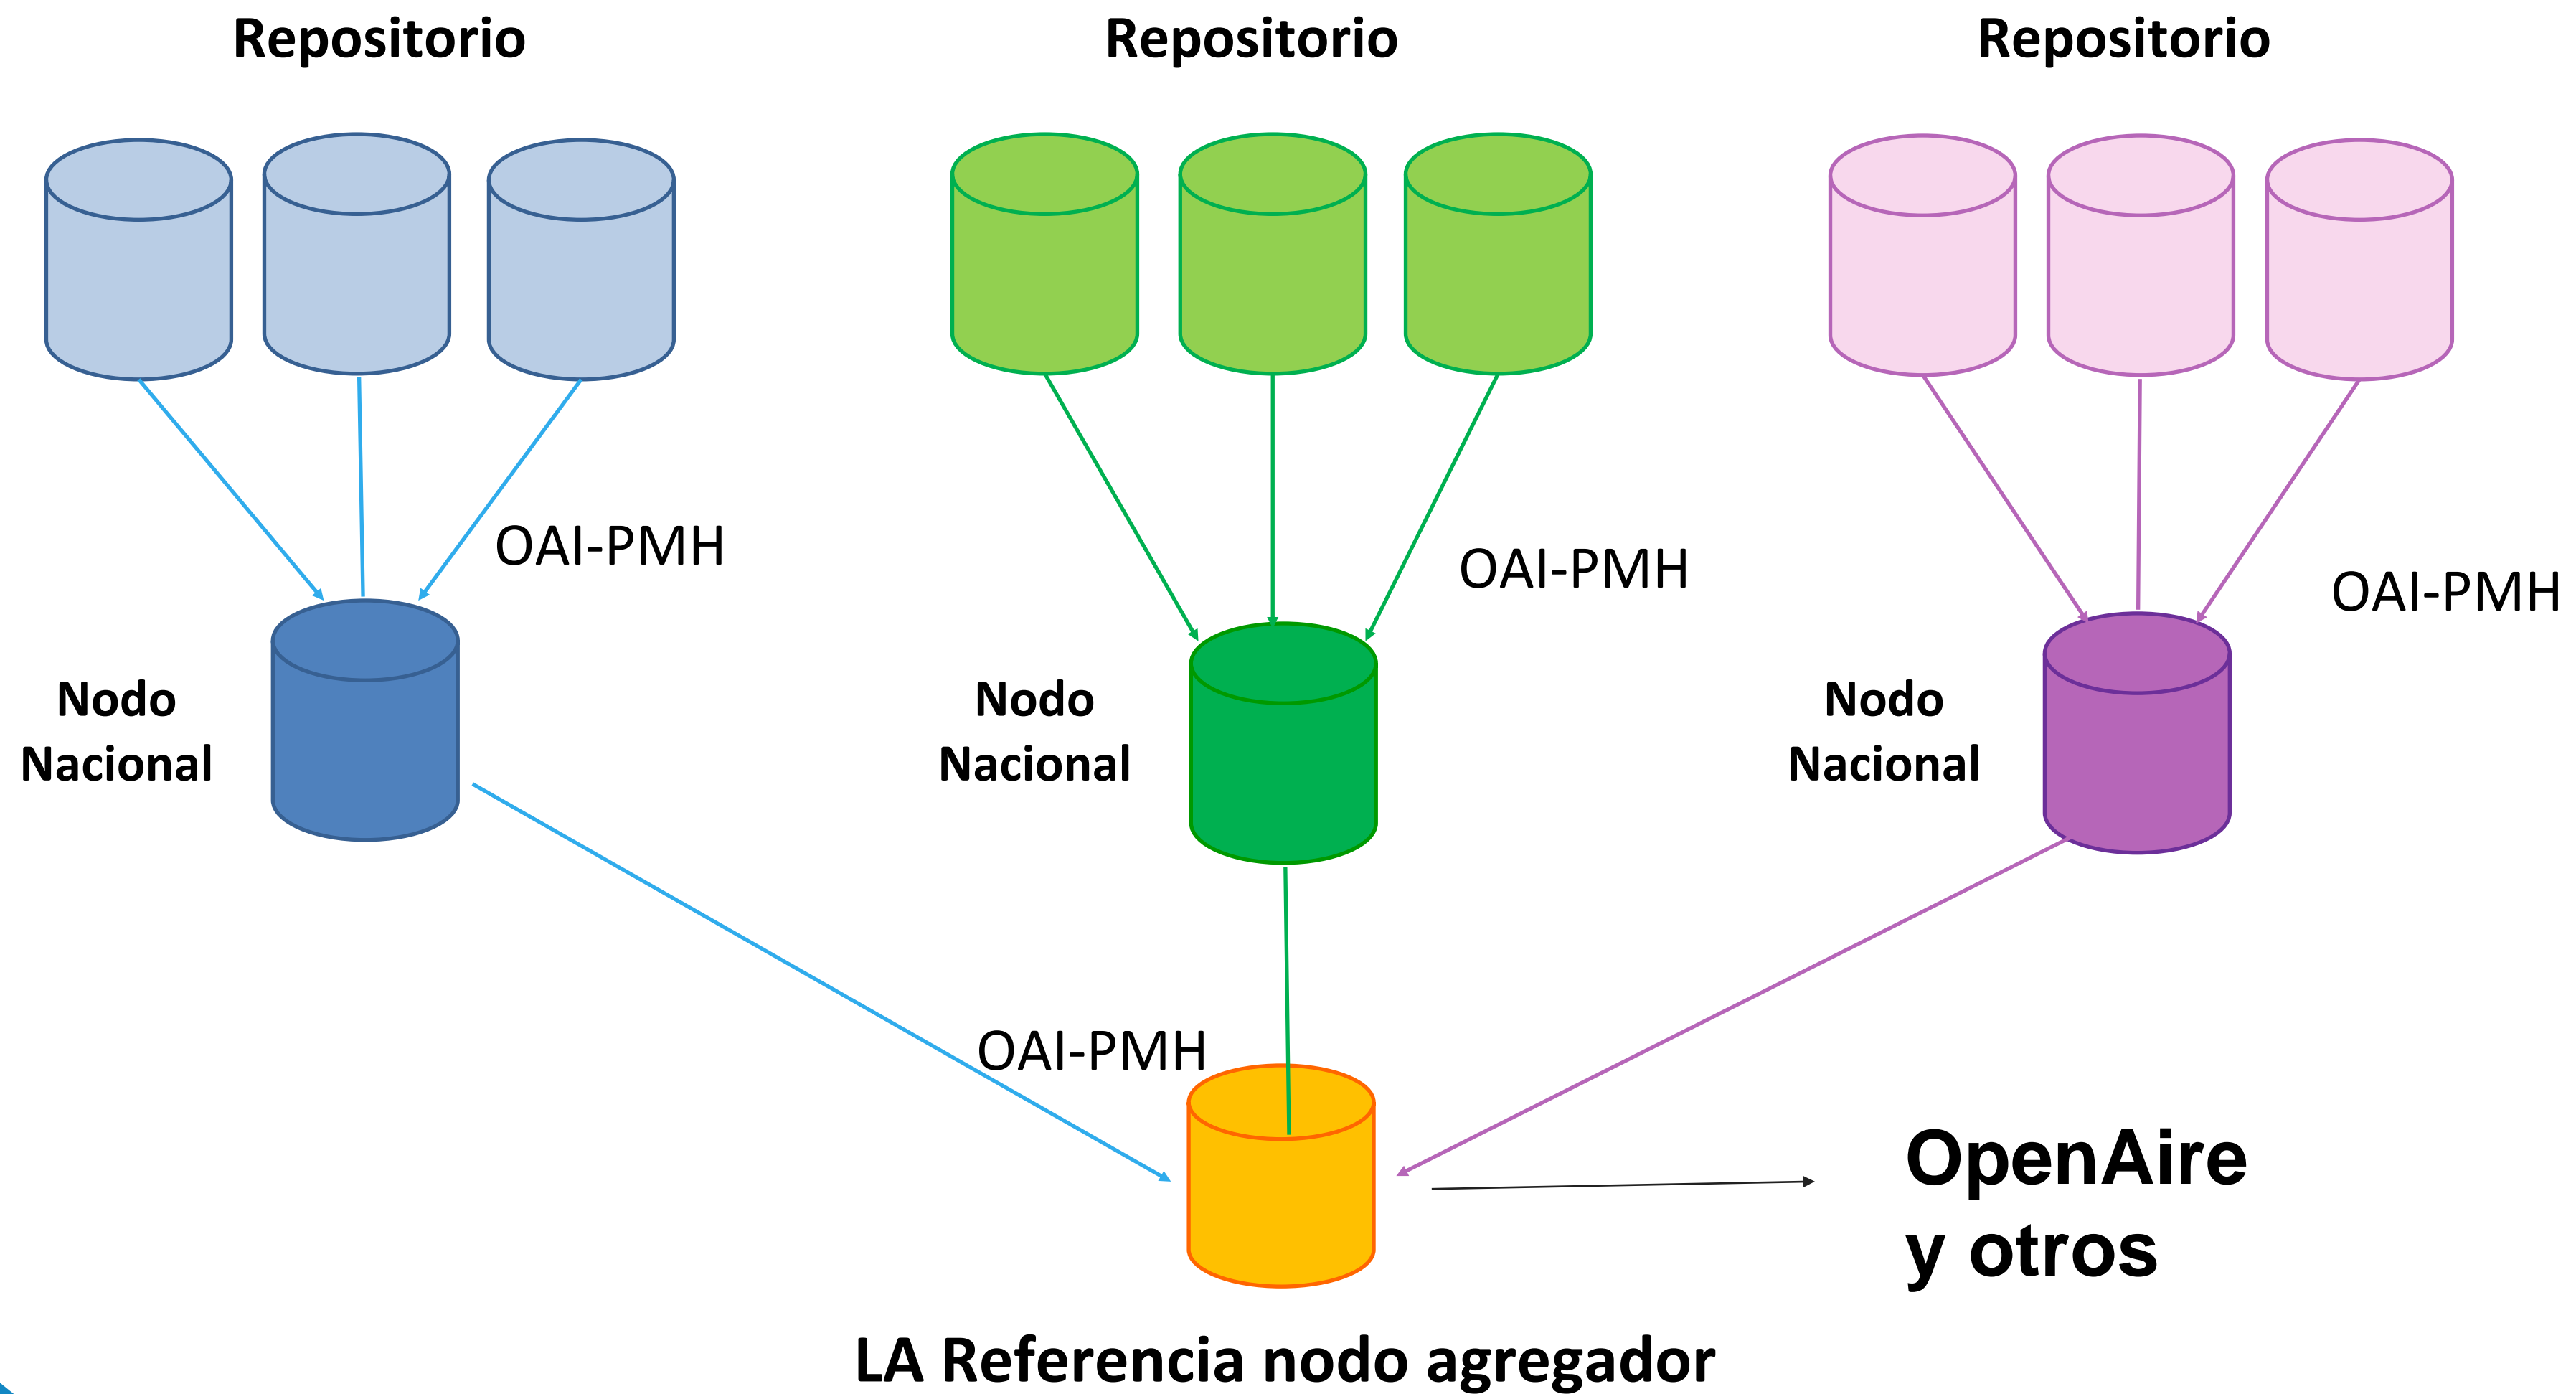 Repositorio
Repositorio
Repositorio
OAI-PMH
OAI-PMH
OAI-PMH
Nodo
Nacional
Nodo
Nacional
Nodo
Nacional
OAI-PMH
OpenAire
y otros
LA Referencia nodo agregador